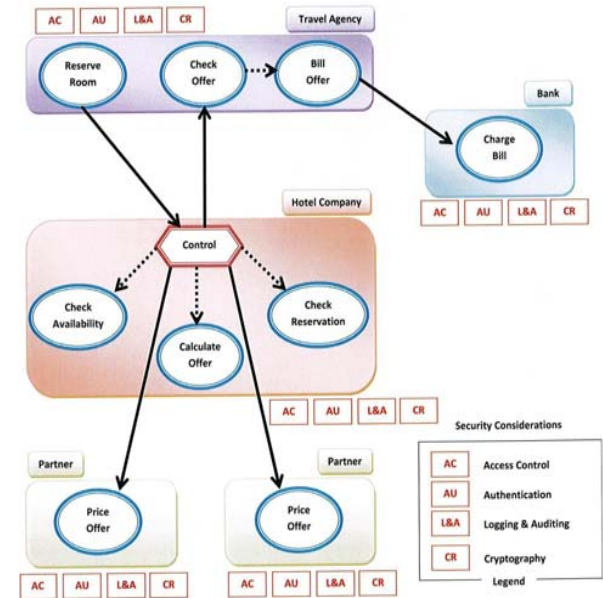 AC AU L&A CR
Travel Agency
Reserve
Room
Check
Offer
Bill
Offer
Bank
Charge
Bill
AC AU L&A CR
Hotel Company
Control
Check
Availability
Calculate
Offer
Check
Reservation
AC AU L&A CR
Partner
Price
Offer
AC AU L&A CR
Partner
Price
Offer
AC AU L&A CR
Security Considerations
AC Access Control
AU Authentication
L&A Logging & Auditing
CR Cryptography
Legend